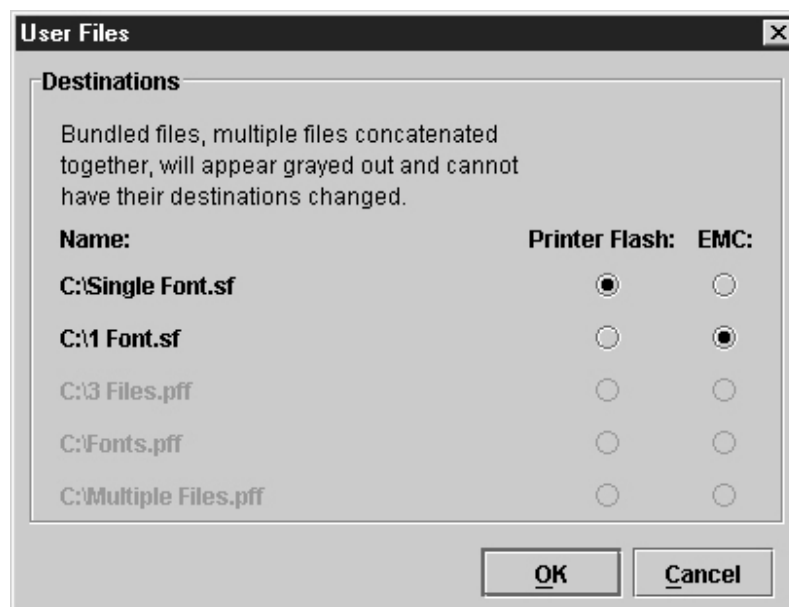 User Files
Destinations
Bundled files, multiple files concatenated
together, will appear grayed out and cannot
have their destinations changed.
Name: Printer Flash: EMC:
C:\Single Font.sf
C:\1 Font.sf
C:\3 Files.pff
C:\Fonts.pff
C:\Multiple Files.pff
OK Cancel